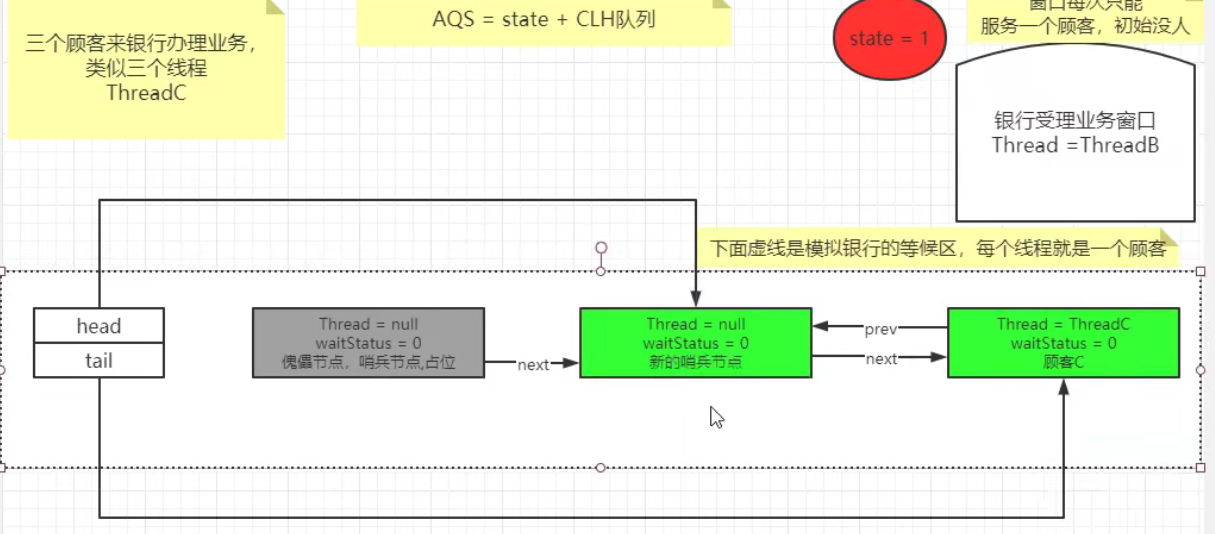 三个顾客来银行办理业务，
类似三个线程
ThreadC
AQS = state + CLH队列
state = 1
窗口每次只能
服务一个顾客，初始没人
银行受理业务窗口
Thread =ThreadB
下面虚线是模拟银行的等候区，每个线程就是一个顾客
head
tail
Thread = null
waitStatus = 0
傀儡节点，哨兵节点,占位
next
Thread = null
waitStatus = 0
新的哨兵节点
prev
next
Thread = ThreadC
waitStatus = 0
顾客C